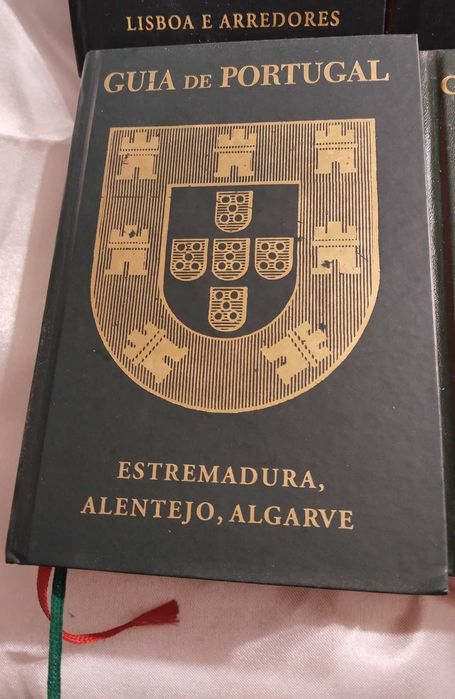 LISBOA E ARREDORES
GUIA DE PORTUGAL
ESTREMADURA,
ALENTEJO, ALGARVE
G